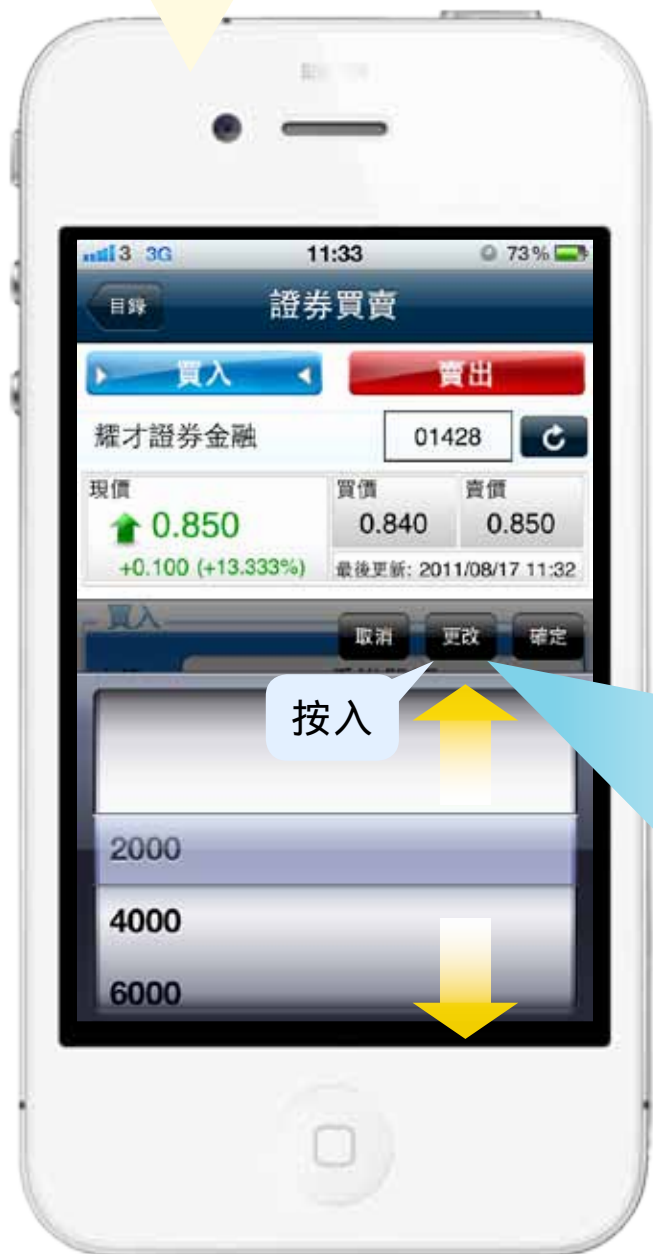 3 3G 11:33 73%
目錄 證券買賣
買入 賣出
耀才證券金融 01428
現價 買價 賣價
0.850 0.840 0.850
+0.100 (+13.333%) 最後更新: 2011/08/17 11:32
買入 取消 更改 確定
按入
2000
4000
6000